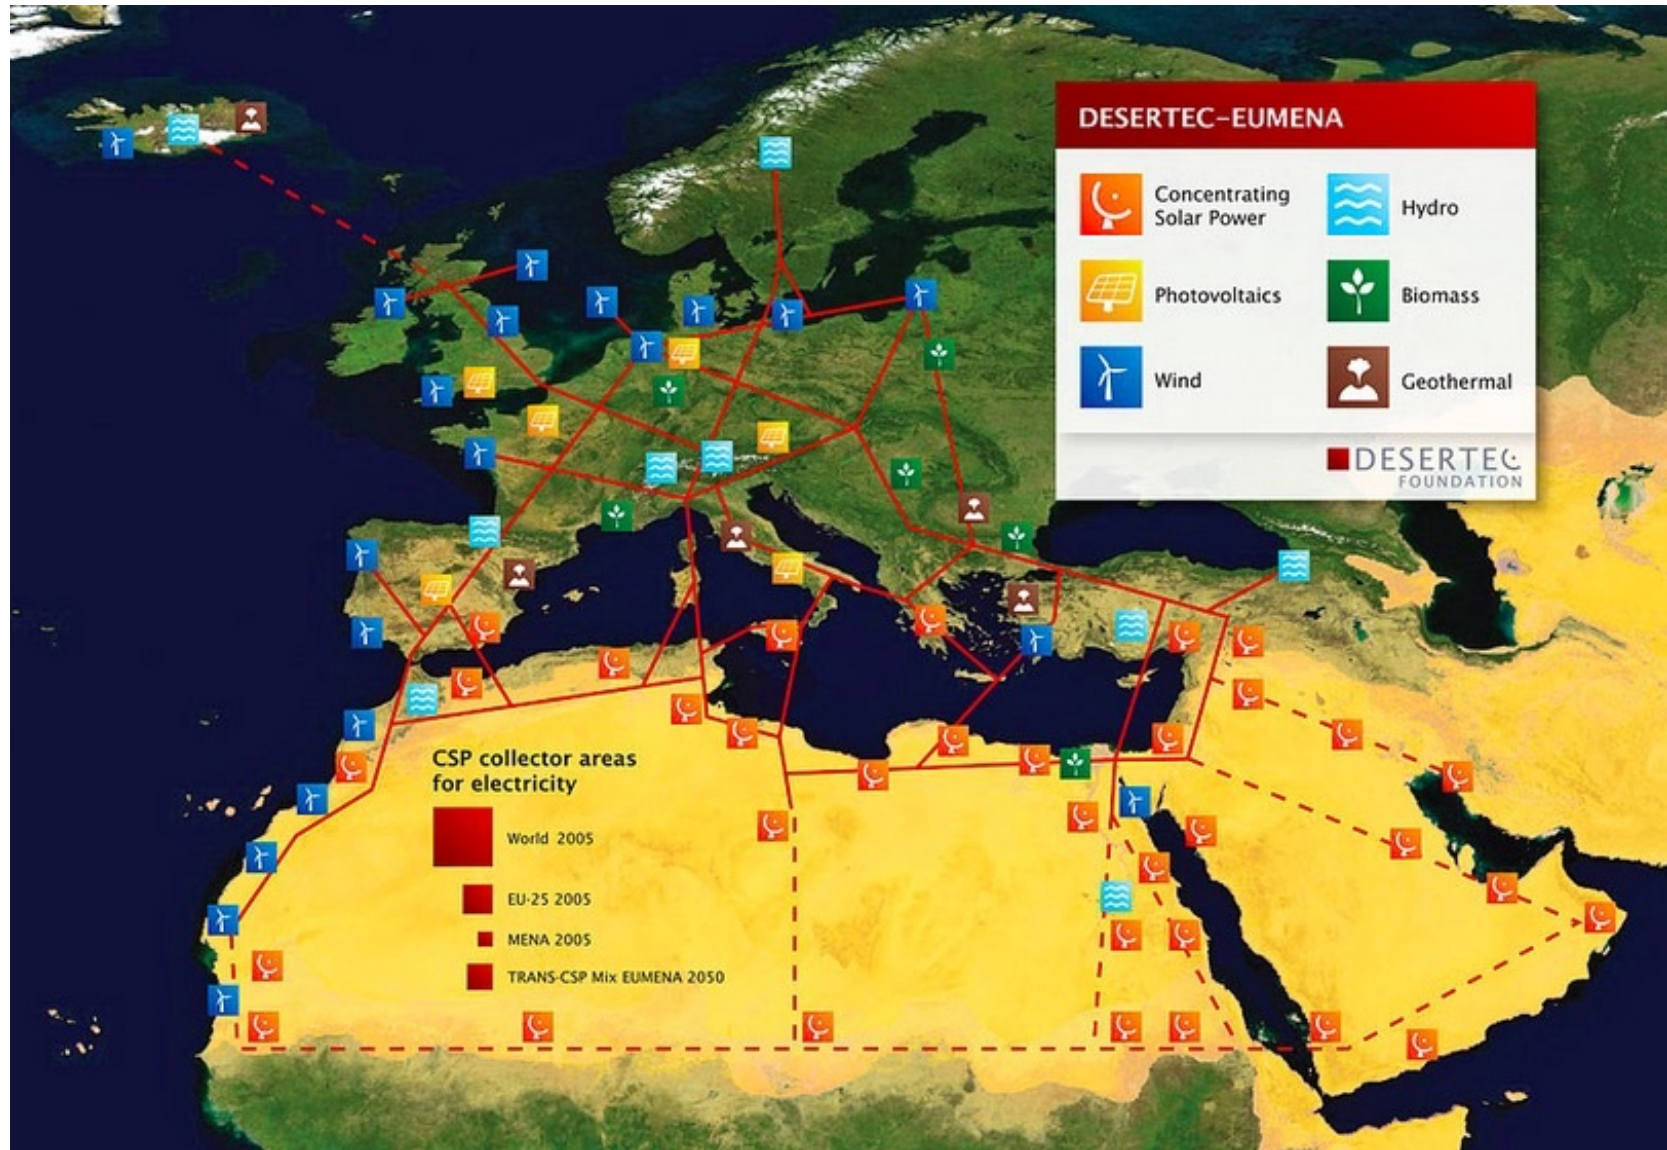 DESERTEC-EUMENA
Concentrating
Solar Power
Hydro
Photovoltaics
Biomass
Wind
Geothermal
DESERTEC
FOUNDATION
CSP collector areas
for electricity
World 2005
EU-25 2005
MENA 2005
TRANS-CSP Mix EUMENA 2050